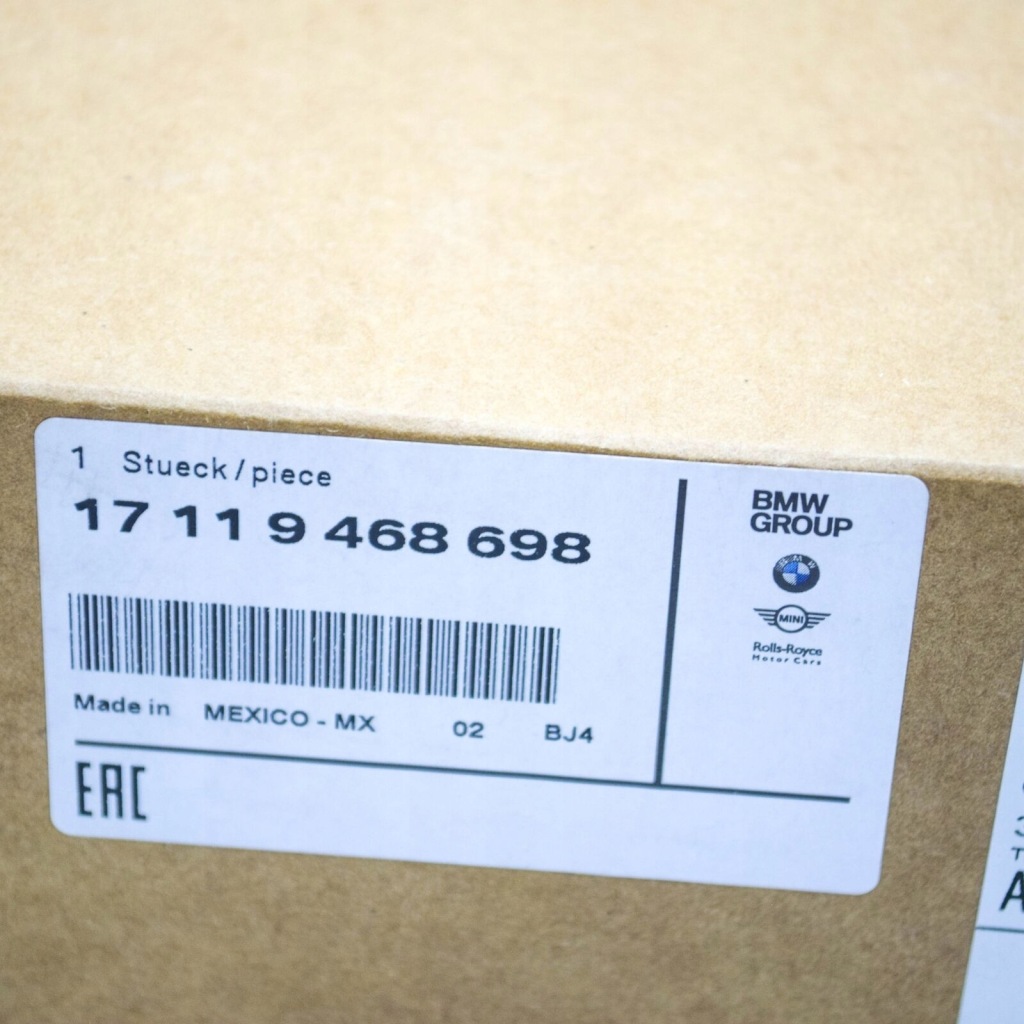 1 Stueck/piece
17 11 9 468 698
Made in MEXICO - MX 02 BJ4
EAC
BMW
GROUP
BMW
MINI
Rolls-Royce
Motor Cars
A